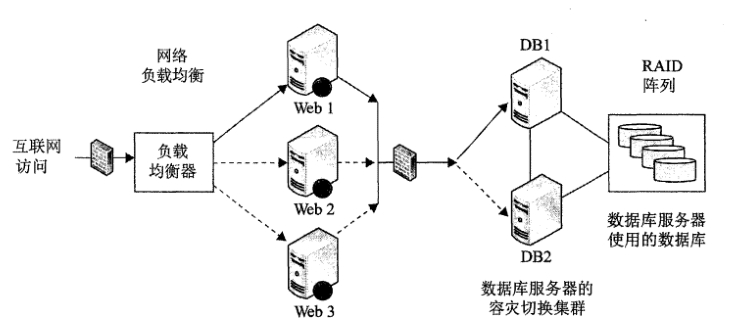 网络
负载均衡
互联网
访问
负载
均衡器
Web 1
Web 2
Web 3
DB1
DB2
数据库服务器的
容灾切换集群
RAID
阵列
数据库服务器
使用的数据库